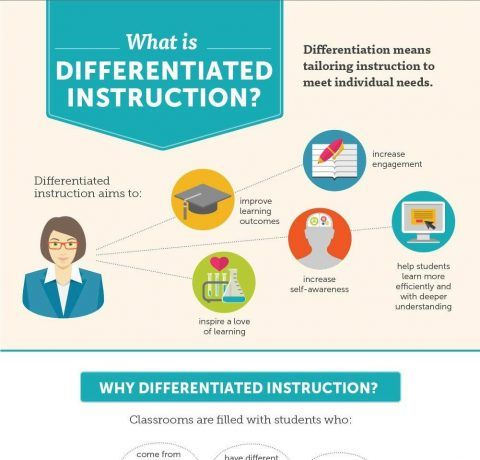 What is
DIFFERENTIATED
INSTRUCTION?
Differentiation means
tailoring instruction to
meet individual needs.
Differentiated
instruction aims to:
increase
engagement
improve
learning
outcomes
increase
self-awareness
help students
learn more
efficiently and
with deeper
understanding
inspire a love
of learning
WHY DIFFERENTIATED INSTRUCTION?
Classrooms are filled with students who:
come from
have different